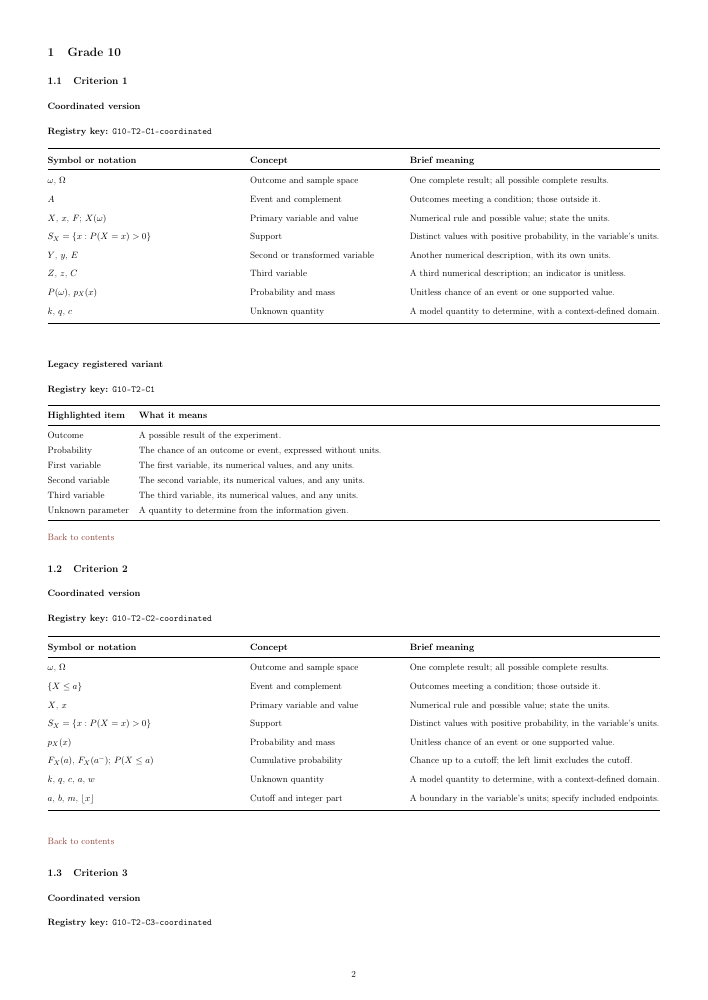 1 Grade 10
1.1 Criterion 1
Coordinated version
Registry key: G10-T2-C1-coordinated
Symbol or notation Concept Brief meaning
ω, Ω Outcome and sample space One complete result; all possible complete results.
A Event and complement Outcomes meeting a condition; those outside it.
X, x, F; X(ω) Primary variable and value Numerical rule and possible value; state the units.
S_X = {x : P(X = x) > 0} Support Distinct values with positive probability, in the variable's units.
Y, y, E Second or transformed variable Another numerical description, with its own units.
Z, z, C Third variable A third numerical description; an indicator is unitless.
P(ω), p_X(x) Probability and mass Unitless chance of an event or one supported value.
k, q, c Unknown quantity A model quantity to determine, with a context-defined domain.
Legacy registered variant
Registry key: G10-T2-C1
Highlighted item What it means
Outcome A possible result of the experiment.
Probability The chance of an outcome or event, expressed without units.
First variable The first variable, its numerical values, and any units.
Second variable The second variable, its numerical values, and any units.
Third variable The third variable, its numerical values, and any units.
Unknown parameter A quantity to determine from the information given.
Back to contents
1.2 Criterion 2
Coordinated version
Registry key: G10-T2-C2-coordinated
Symbol or notation Concept Brief meaning
ω, Ω Outcome and sample space One complete result; all possible complete results.
{X ≤ a} Event and complement Outcomes meeting a condition; those outside it.
X, x Primary variable and value Numerical rule and possible value; state the units.
S_X = {x : P(X = x) > 0} Support Distinct values with positive probability, in the variable's units.
p_X(x) Probability and mass Unitless chance of an event or one supported value.
F_X(a), F_X(a⁻); P(X ≤ a) Cumulative probability Chance up to a cutoff; the left limit excludes the cutoff.
k, q, c, a, w Unknown quantity A model quantity to determine, with a context-defined domain.
a, b, m, ⌊x⌋ Cutoff and integer part A boundary in the variable's units; specify included endpoints.
Back to contents
1.3 Criterion 3
Coordinated version
Registry key: G10-T2-C3-coordinated
2